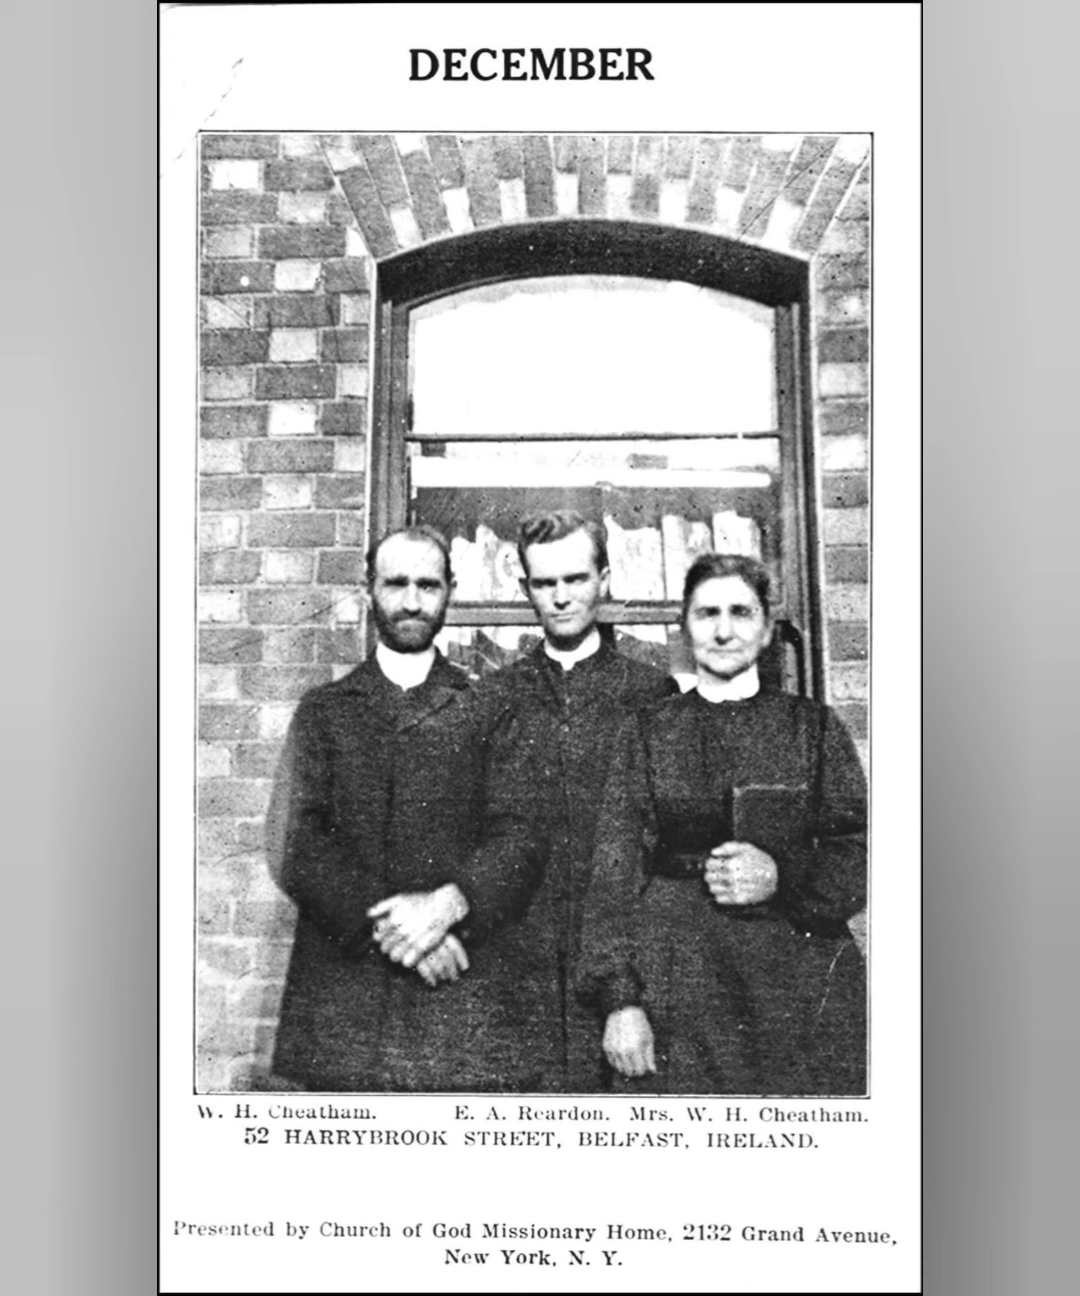 DECEMBER
W. H. Cheatham. E. A. Reardon. Mrs. W. H. Cheatham.
52 HARRYBROOK STREET, BELFAST, IRELAND.
Presented by Church of God Missionary Home, 2132 Grand Avenue,
New York, N. Y.